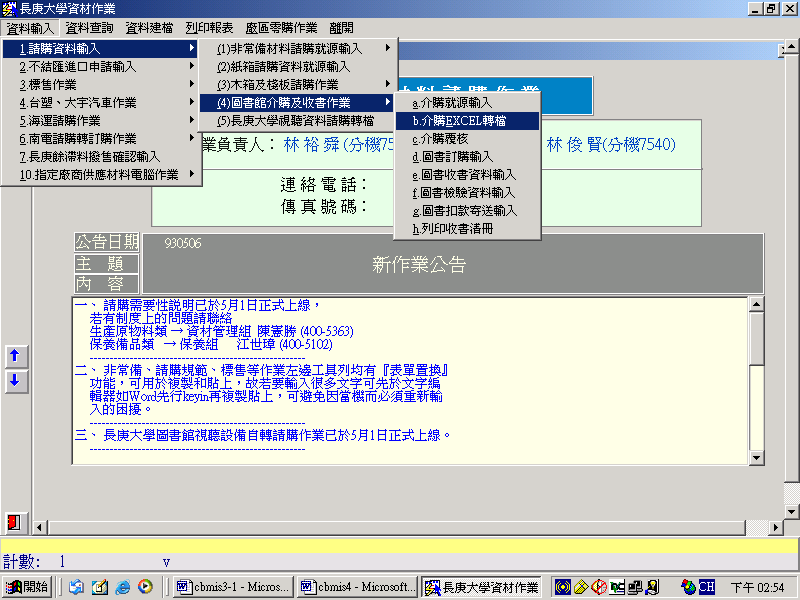 長庚大學資材作業
資料輸入 資料查詢 資料建檔 列印報表 廠區零購作業 離開
1.請購資料輸入
2.不結匯進口申請輸入
3.標售作業
4.台塑、大宇汽車作業
5.海運請購作業
6.南電請購轉訂購作業
7.長庚餘滯料撥售確認輸入
10.指定廠商供應材料電腦作業
(1)非常備材料請購就源輸入
(2)紙箱請購資料就源輸入
(3)木箱及棧板請購作業
(4)圖書館介購及收書作業
(5)長庚大學視聽資料請購轉檔
a.介購就源輸入
b.介購EXCEL轉檔
c.介購覆核
d.圖書訂購輸入
e.圖書收書資料輸入
f.圖書檢驗資料輸入
g.圖書扣款寄送輸入
h.列印收書清冊
請購作業
業負責人： 林裕舜(分機75
林俊賢(分機7540)
連絡電話：
傳真號碼：
公告日期 930506
主 題 新作業公告
內 容
一、 請購需要性說明已於5月1日正式上線，
若有制度上的問題請聯絡
生產原物料類 → 資材管理組 陳憲勝 (400-5363)
保養備品類 → 保養組 江世璋 (400-5102)
------------------------------------------------------
二、 非常備、請購規範、標售等作業左邊工具列均有『表單置換』
功能，可用於複製和貼上，故若要輸入很多文字可先於文字編
輯器如Word先行keyin再複製貼上，可避免因當機而必須重新輸
入的困擾。
------------------------------------------------------
三、 長庚大學圖書館視聽設備自轉請購作業已於5月1日正式上線。
------------------------------------------------------
計數: 1 v
開始 cbmis3-1 - Micros... cbmis4 - Microsoft... 長庚大學資材作業 CH 下午 02:54